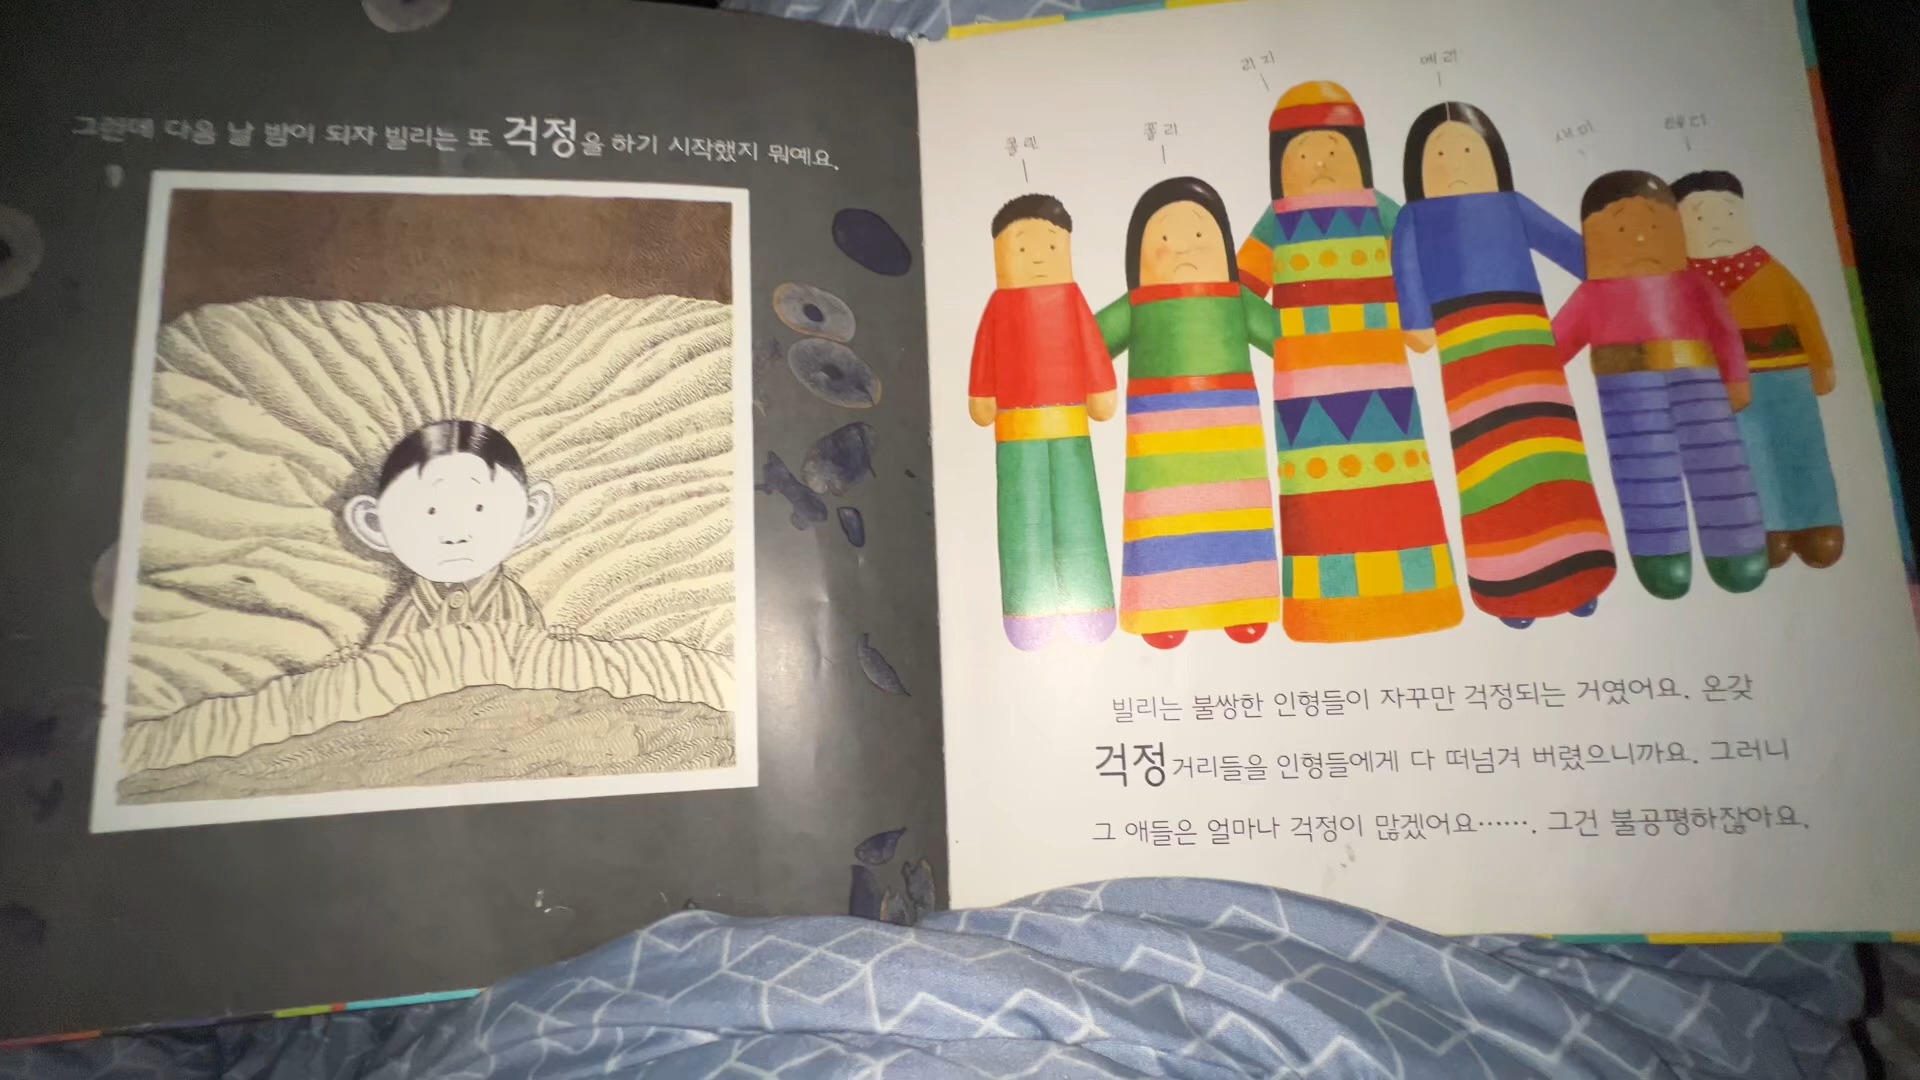 그런데 다음 날 밤이 되자 빌리는 또 걱정을 하기 시작했지 뭐예요.
콜린
폴리
리지
메리
새미
테디
빌리는 불쌍한 인형들이 자꾸만 걱정되는 거였어요. 온갖
걱정거리들을 인형들에게 다 떠넘겨 버렸으니까요. 그러니
그 애들은 얼마나 걱정이 많겠어요……. 그건 불공평하잖아요.